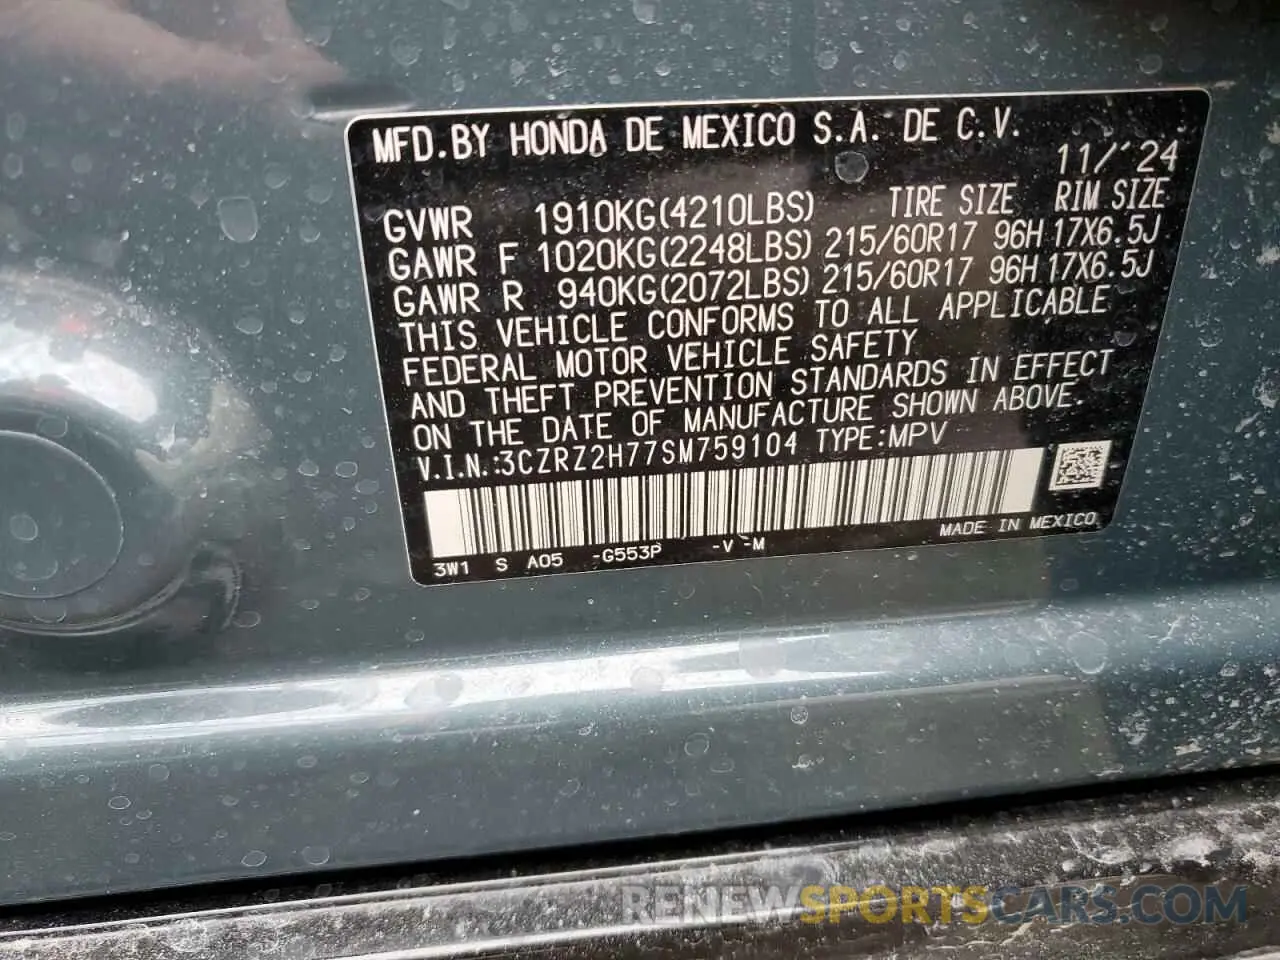 MFD.BY HONDA DE MEXICO S.A. DE C.V.
11/'24
GVWR 1910KG(4210LBS) TIRE SIZE RIM SIZE
GAWR F 1020KG(2248LBS) 215/60R17 96H 17X6.5J
GAWR R 940KG(2072LBS) 215/60R17 96H 17X6.5J
THIS VEHICLE CONFORMS TO ALL APPLICABLE
FEDERAL MOTOR VEHICLE SAFETY
AND THEFT PREVENTION STANDARDS IN EFFECT
ON THE DATE OF MANUFACTURE SHOWN ABOVE.
V.I.N.:3CZRZ2H77SM759104 TYPE:MPV
MADE IN MEXICO
3W1 S A05 -G553P -V -M
RENEWSPORTSCARS.COM